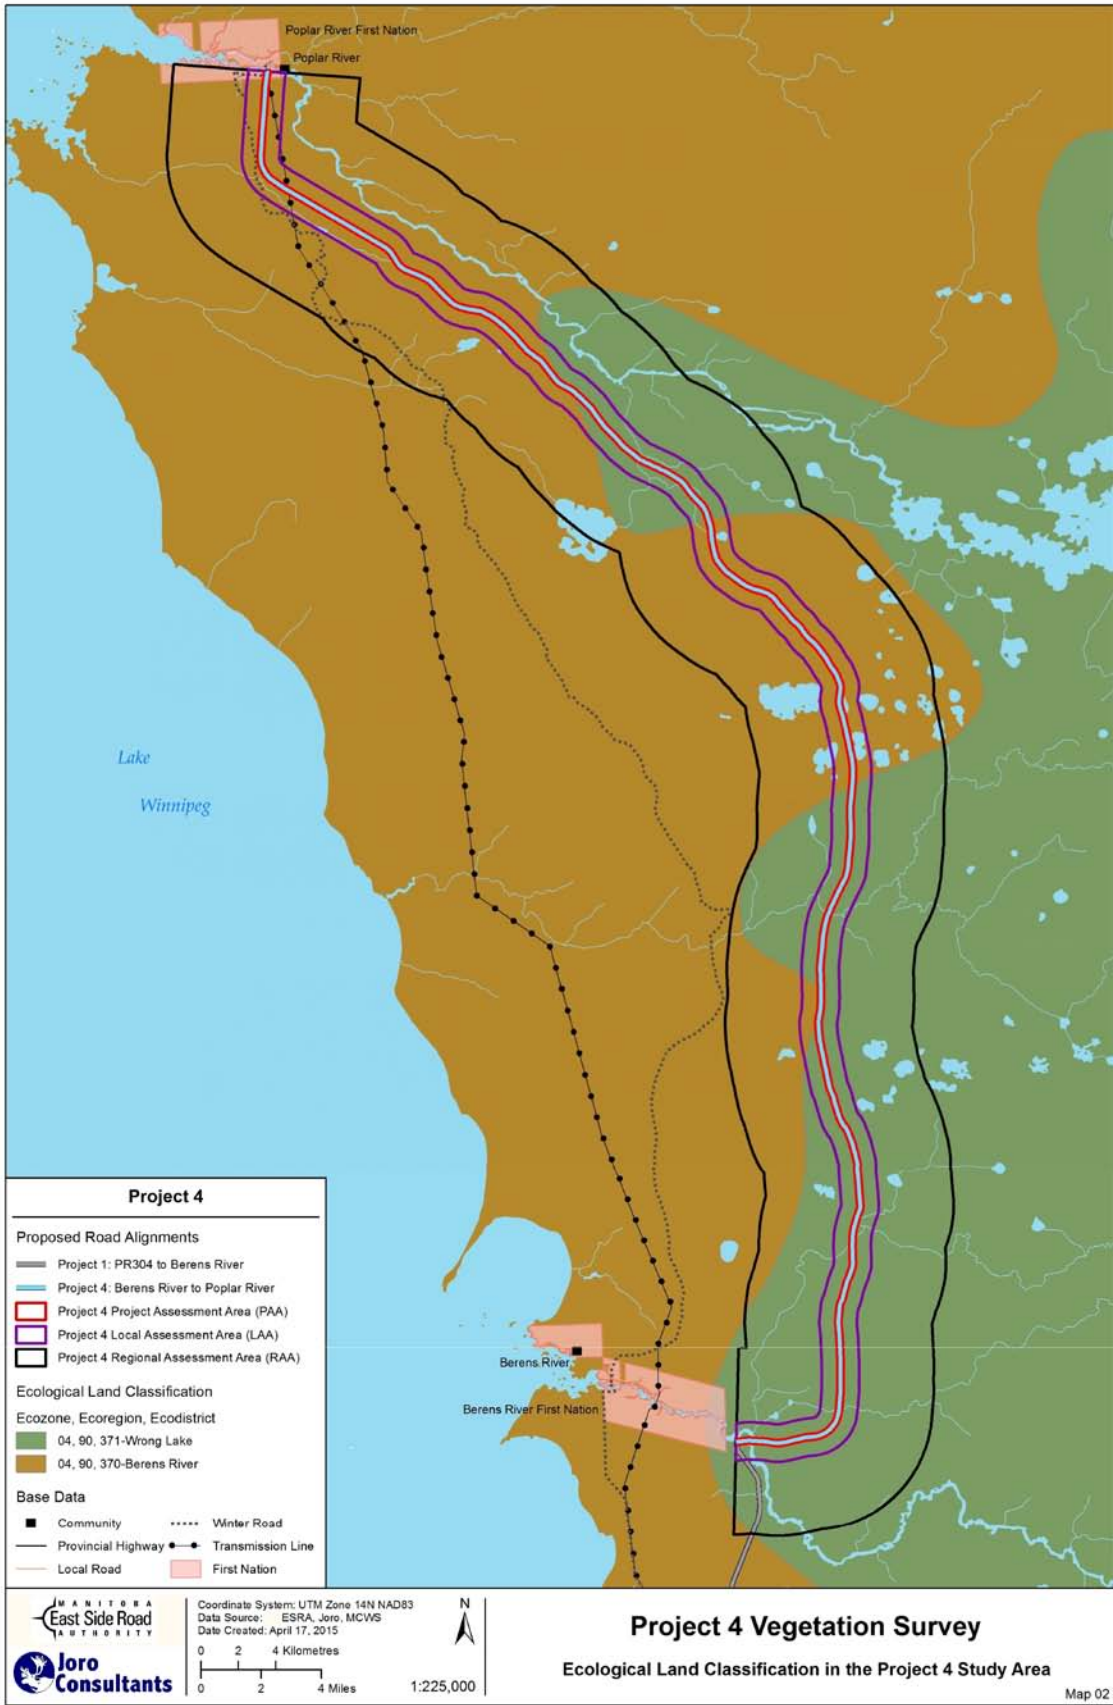 Poplar River First Nation
Poplar River
Lake
Winnipeg
Berens River
Berens River First Nation
Project 4
Proposed Road Alignments
Project 1: PR304 to Berens River
Project 4: Berens River to Poplar River
Project 4 Project Assessment Area (PAA)
Project 4 Local Assessment Area (LAA)
Project 4 Regional Assessment Area (RAA)
Ecological Land Classification
Ecozone, Ecoregion, Ecodistrict
04, 90, 371-Wrong Lake
04, 90, 370-Berens River
Base Data
Community
Winter Road
Provincial Highway
Transmission Line
Local Road
First Nation
MANITOBA
East Side Road
AUTHORITY
Joro
Consultants
Coordinate System: UTM Zone 14N NAD83
Data Source: ESRA, Joro, MCWS
Date Created: April 17, 2015
0 2 4 Kilometres
0 2 4 Miles
1:225,000
N
Project 4 Vegetation Survey
Ecological Land Classification in the Project 4 Study Area
Map 02